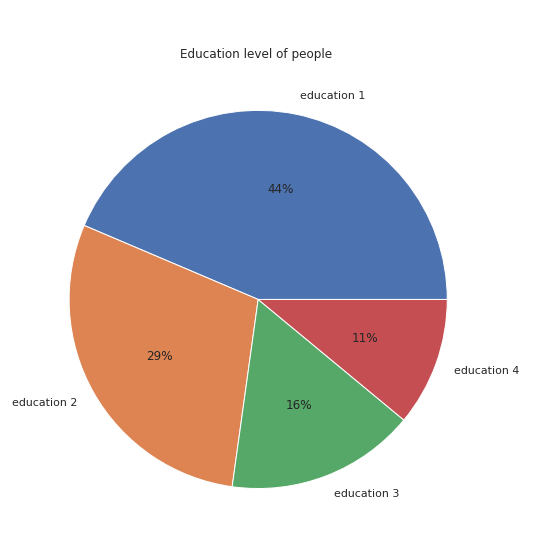 Education level of people
education 1
44%
29%
11%
education 4
education 2
16%
education 3